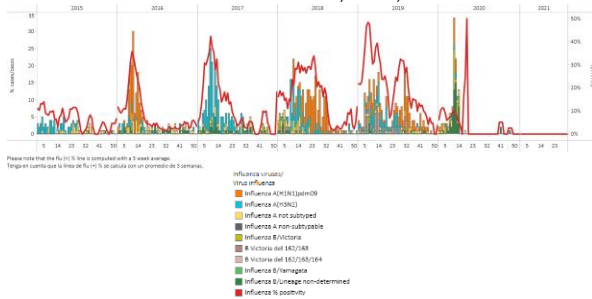 2015 2016 2017 2018 2019 2020 2021
35 50%
30
25 40%
20 30%
15 20%
10
5 10%
0 0%
# cases/casos
5 14 23 32 41 50 5 14 23 32 41 50 5 14 23 32 41 50 5 14 23 32 41 50 5 14 23 32 41 50 5 14 23 32 41 50 5 14 23
Please note that the flu (+) % line is computed with a 3 week average.
Tenga en cuenta que la linea de flu (+) % se calcula con un promedio de 3 semanas.
Influenza viruses/
Virus influenza
Influenza A(H1N1)pdm09
Influenza A(H3N2)
Influenza A not subtyped
Influenza A non-subtypable
Influenza B/Victoria
B Victoria del 162/163
B Victoria del 162/163/164
Influenza B/Yamagata
Influenza B/Lineage non-determined
Influenza % positivity